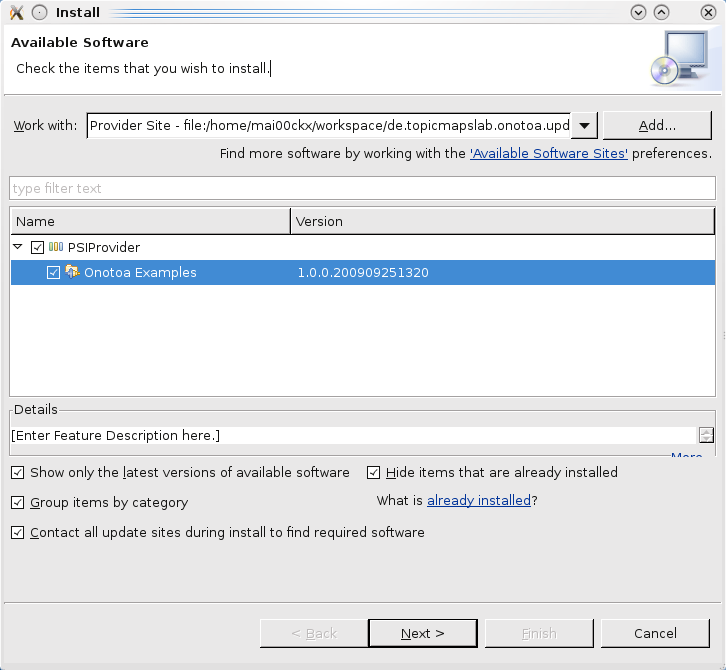 Install
Available Software
Check the items that you wish to install.
Work with: Provider Site - file:/home/mai00ckx/workspace/de.topicmapslab.onotoa.upd Add...
Find more software by working with the 'Available Software Sites' preferences.
type filter text
Name Version
PSIProvider
Onotoa Examples 1.0.0.200909251320
Details
[Enter Feature Description here.]
More
Show only the latest versions of available software Hide items that are already installed
Group items by category What is already installed?
Contact all update sites during install to find required software
< Back Next > Finish Cancel